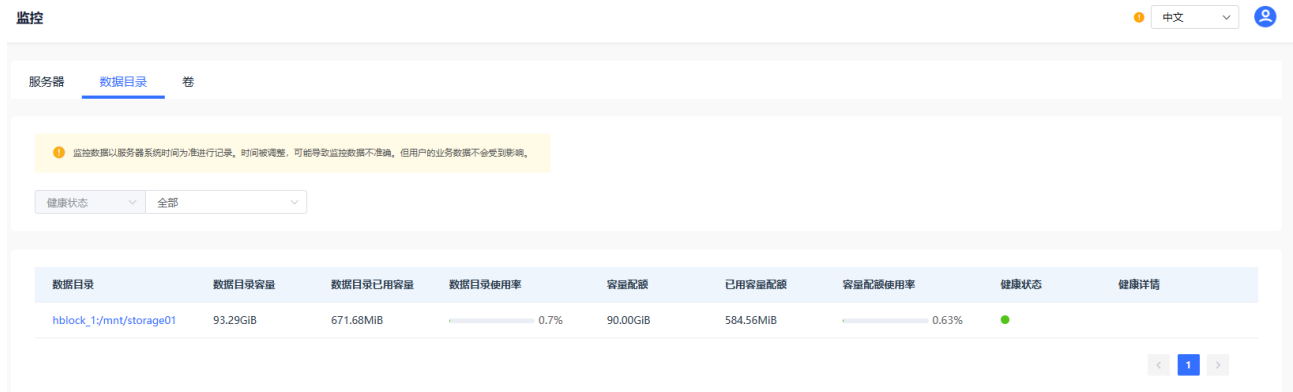 监控
中文
服务器 数据目录 卷
监控数据以服务器系统时间为准进行记录。时间被调整，可能导致监控数据不准确。但用户的业务数据不会受到影响。
健康状态 全部
数据目录 数据目录容量 数据目录已用容量 数据目录使用率 容量配额 已用容量配额 容量配额使用率 健康状态 健康详情
hblock_1:/mnt/storage01 93.29GiB 671.68MiB 0.7% 90.00GiB 584.56MiB 0.63%
1